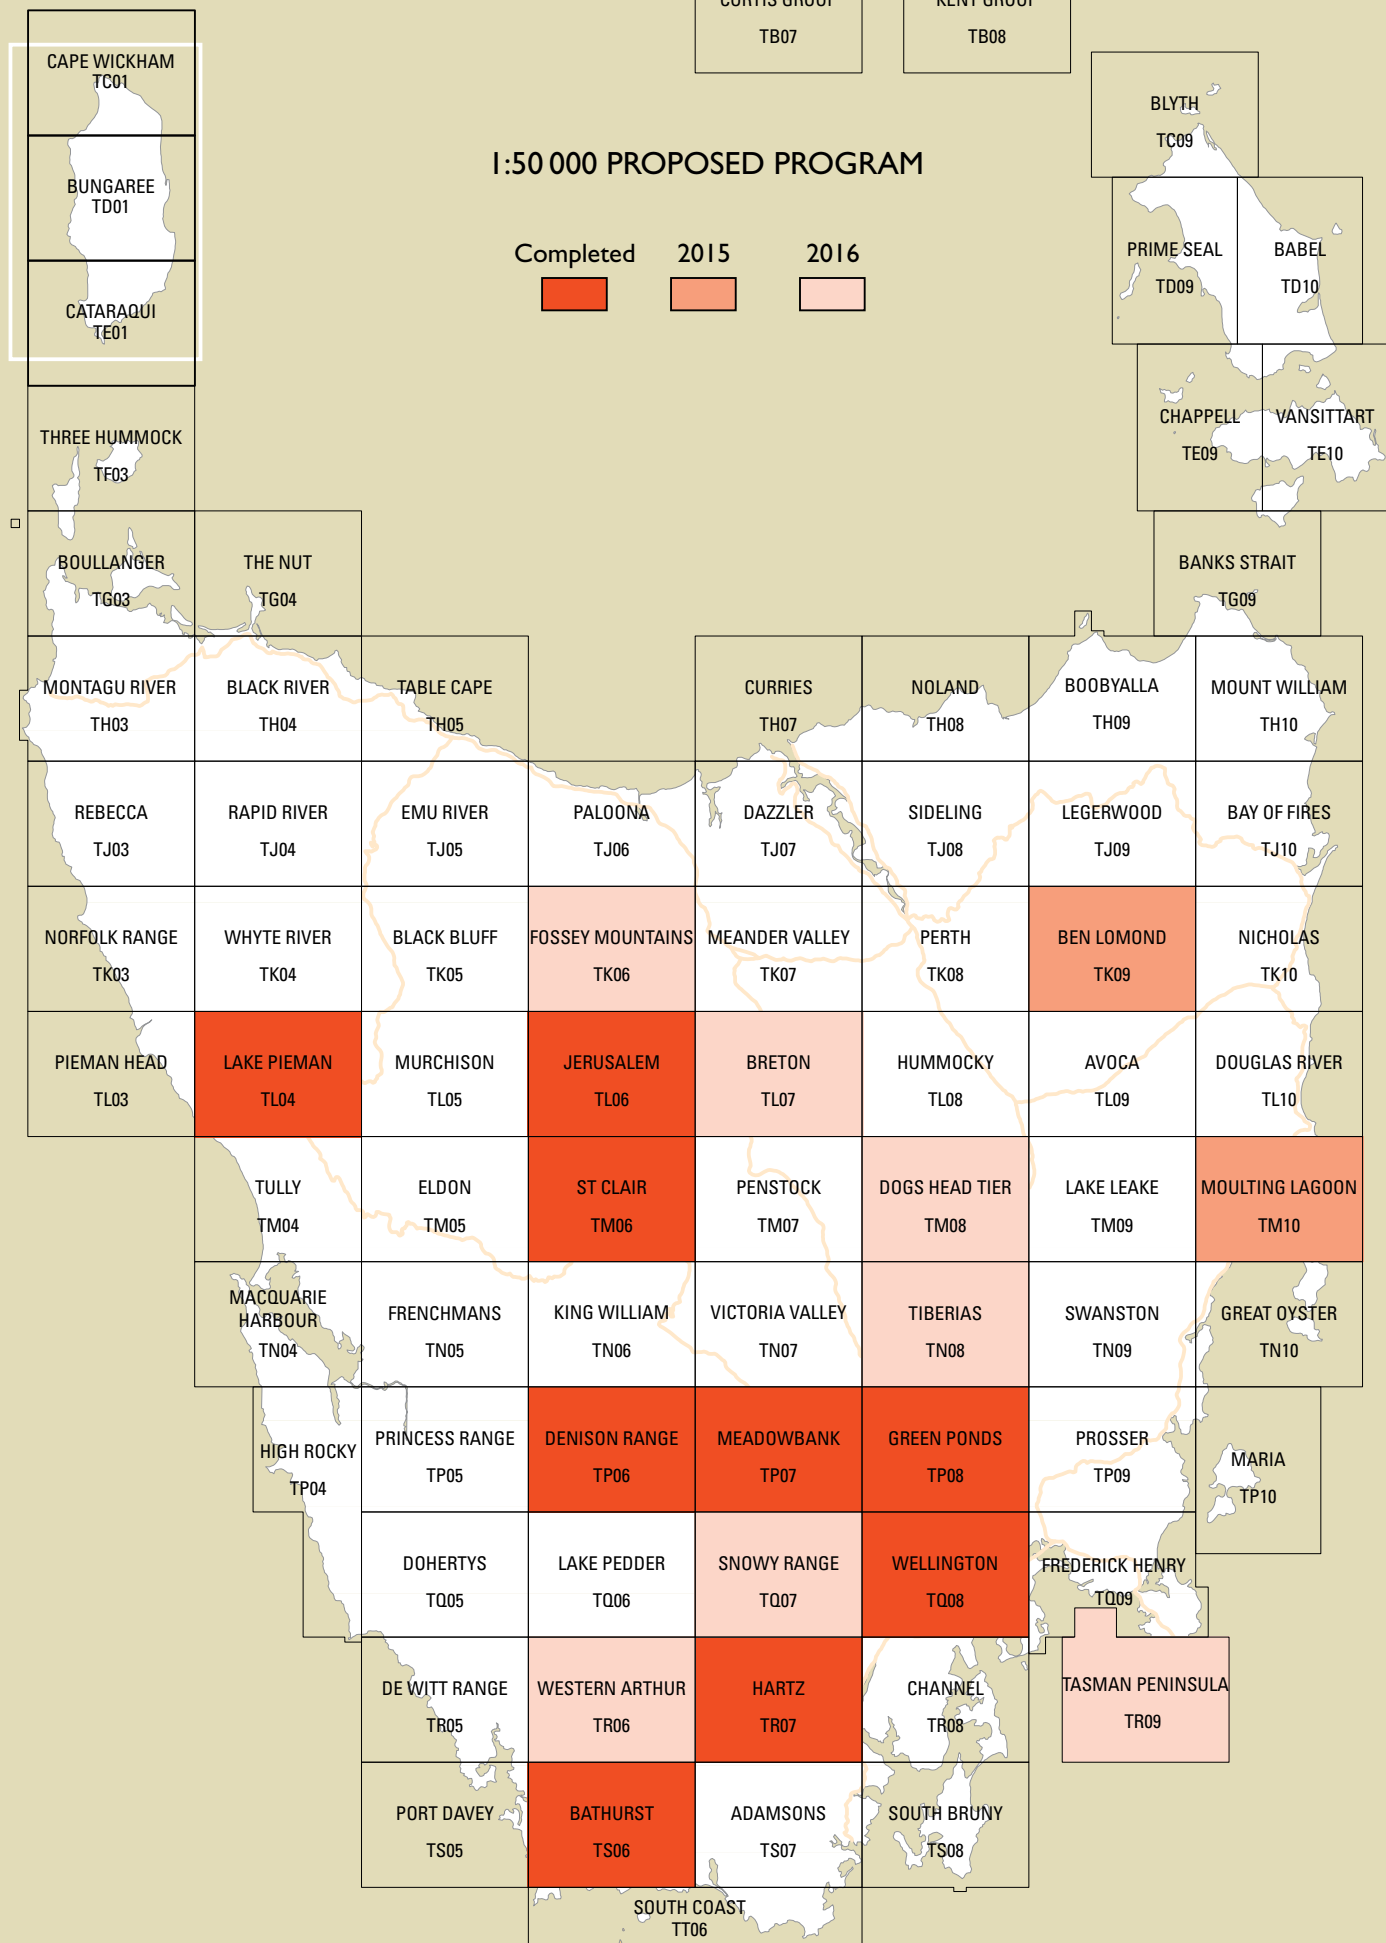 CURTIS GROUP
TB07
KENT GROUP
TB08
CAPE WICKHAM
TC01
BLYTH
TC09
1:50 000 PROPOSED PROGRAM
BUNGAREE
TD01
Completed
2015
2016
PRIME SEAL
TD09
BABEL
TD10
CATARAQUI
TE01
THREE HUMMOCK
TF03
CHAPPELL
TE09
VANSITTART
TE10
BOULLANGER
TG03
THE NUT
TG04
BANKS STRAIT
TG09
MONTAGU RIVER
TH03
BLACK RIVER
TH04
TABLE CAPE
TH05
CURRIES
TH07
NOLAND
TH08
BOOBYALLA
TH09
MOUNT WILLIAM
TH10
REBECCA
TJ03
RAPID RIVER
TJ04
EMU RIVER
TJ05
PALOONA
TJ06
DAZZLER
TJ07
SIDELING
TJ08
LEGERWOOD
TJ09
BAY OF FIRES
TJ10
NORFOLK RANGE
TK03
WHYTE RIVER
TK04
BLACK BLUFF
TK05
FOSSEY MOUNTAINS
TK06
MEANDER VALLEY
TK07
PERTH
TK08
BEN LOMOND
TK09
NICHOLAS
TK10
PIEMAN HEAD
TL03
LAKE PIEMAN
TL04
MURCHISON
TL05
JERUSALEM
TL06
BRETON
TL07
HUMMOCKY
TL08
AVOCA
TL09
DOUGLAS RIVER
TL10
TULLY
TM04
ELDON
TM05
ST CLAIR
TM06
PENSTOCK
TM07
DOGS HEAD TIER
TM08
LAKE LEAKE
TM09
MOULTING LAGOON
TM10
MACQUARIE
HARBOUR
TN04
FRENCHMANS
TN05
KING WILLIAM
TN06
VICTORIA VALLEY
TN07
TIBERIAS
TN08
SWANSTON
TN09
GREAT OYSTER
TN10
HIGH ROCKY
TP04
PRINCESS RANGE
TP05
DENISON RANGE
TP06
MEADOWBANK
TP07
GREEN PONDS
TP08
PROSSER
TP09
MARIA
TP10
DOHERTYS
TQ05
LAKE PEDDER
TQ06
SNOWY RANGE
TQ07
WELLINGTON
TQ08
FREDERICK HENRY
TQ09
DE WITT RANGE
TR05
WESTERN ARTHUR
TR06
HARTZ
TR07
CHANNEL
TR08
TASMAN PENINSULA
TR09
PORT DAVEY
TS05
BATHURST
TS06
ADAMSONS
TS07
SOUTH BRUNY
TS08
SOUTH COAST
TT06